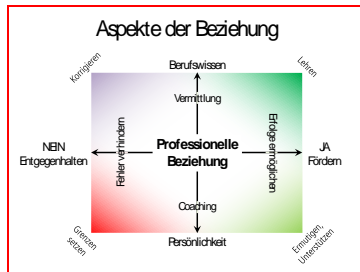 Aspekte der Beziehung
Korrigieren
Berufswissen
Lehren
Vermittlung
NEIN
Entgegenhalten
Fehler verhindern
Professionelle
Beziehung
Erfolge ermöglichen
JA
Fördern
Coaching
Grenzen
setzen
Persönlichkeit
Ermutigen,
Unterstützen